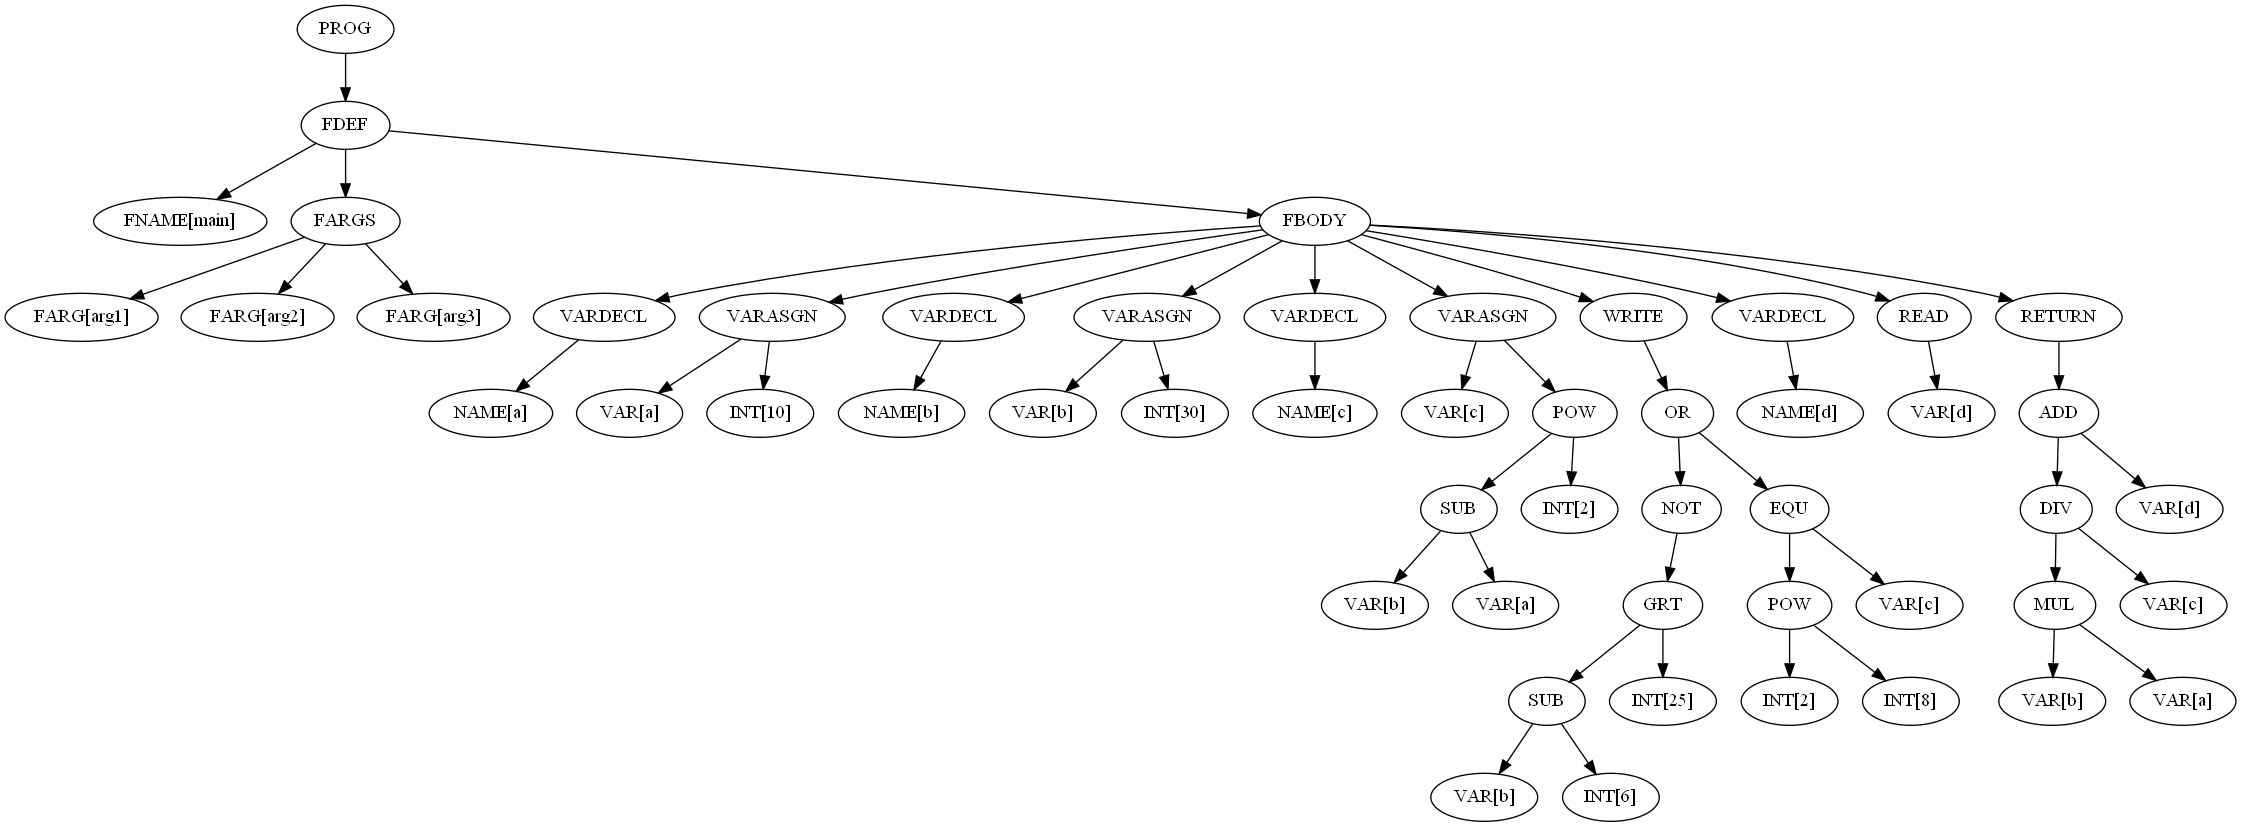 PROG
FDEF
FNAME[main]
FARGS
FBODY
FARG[arg1]
FARG[arg2]
FARG[arg3]
VARDECL
VARASGN
VARDECL
VARASGN
VARDECL
VARASGN
WRITE
VARDECL
READ
RETURN
NAME[a]
VAR[a]
INT[10]
NAME[b]
VAR[b]
INT[30]
NAME[c]
VAR[c]
POW
OR
NAME[d]
VAR[d]
ADD
SUB
INT[2]
NOT
EQU
DIV
VAR[d]
VAR[b]
VAR[a]
GRT
POW
VAR[c]
MUL
VAR[c]
SUB
INT[25]
INT[2]
INT[8]
VAR[b]
VAR[a]
VAR[b]
INT[6]